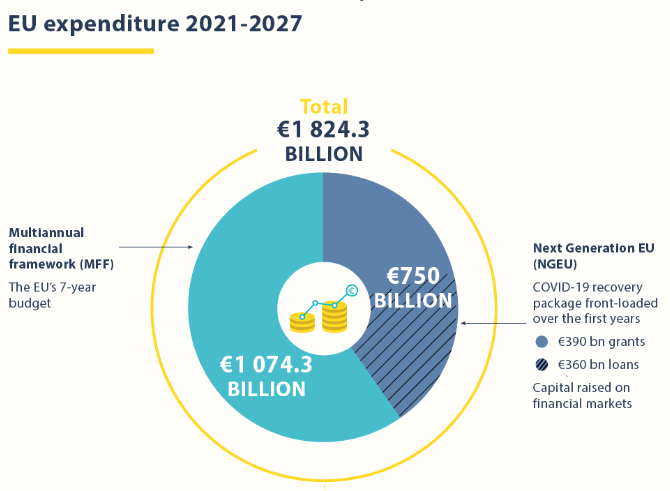 EU expenditure 2021-2027
Total
€1 824.3
BILLION
Multiannual
financial
framework (MFF)
The EU's 7-year
budget
€750
BILLION
€1 074.3
BILLION
€
Next Generation EU
(NGEU)
COVID-19 recovery
package front-loaded
over the first years
€390 bn grants
€360 bn loans
Capital raised on
financial markets